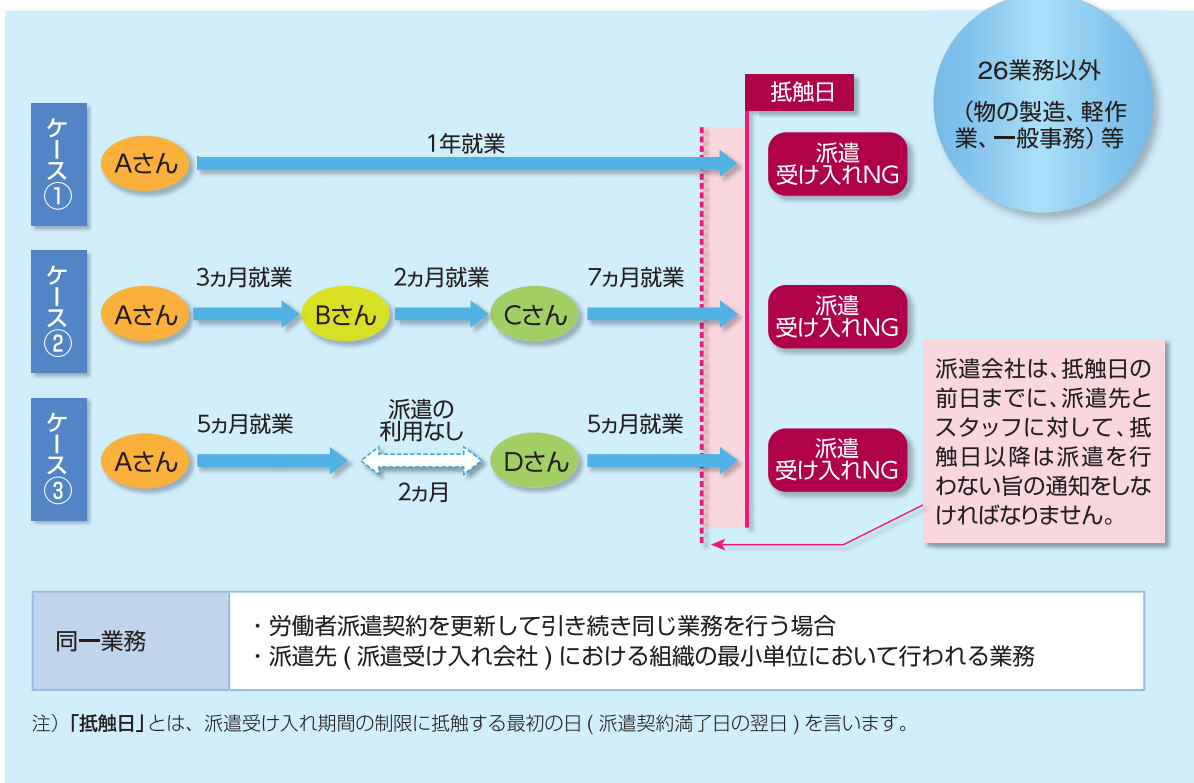 26業務以外
(物の製造、軽作
業、一般事務)等
抵触日
ケース①
Aさん
1年就業
派遣
受け入れNG
ケース②
Aさん
3ヵ月就業
Bさん
2ヵ月就業
Cさん
7ヵ月就業
派遣
受け入れNG
ケース③
Aさん
5ヵ月就業
派遣の
利用なし
2ヵ月
Dさん
5ヵ月就業
派遣
受け入れNG
派遣会社は、抵触日の
前日までに、派遣先と
スタッフに対して、抵
触日以降は派遣を行
わない旨の通知をしな
ければなりません。
同一業務
・労働者派遣契約を更新して引き続き同じ業務を行う場合
・派遣先 ( 派遣受け入れ会社 ) における組織の最小単位において行われる業務
注)「抵触日」とは、派遣受け入れ期間の制限に抵触する最初の日 ( 派遣契約満了日の翌日 ) を言います。